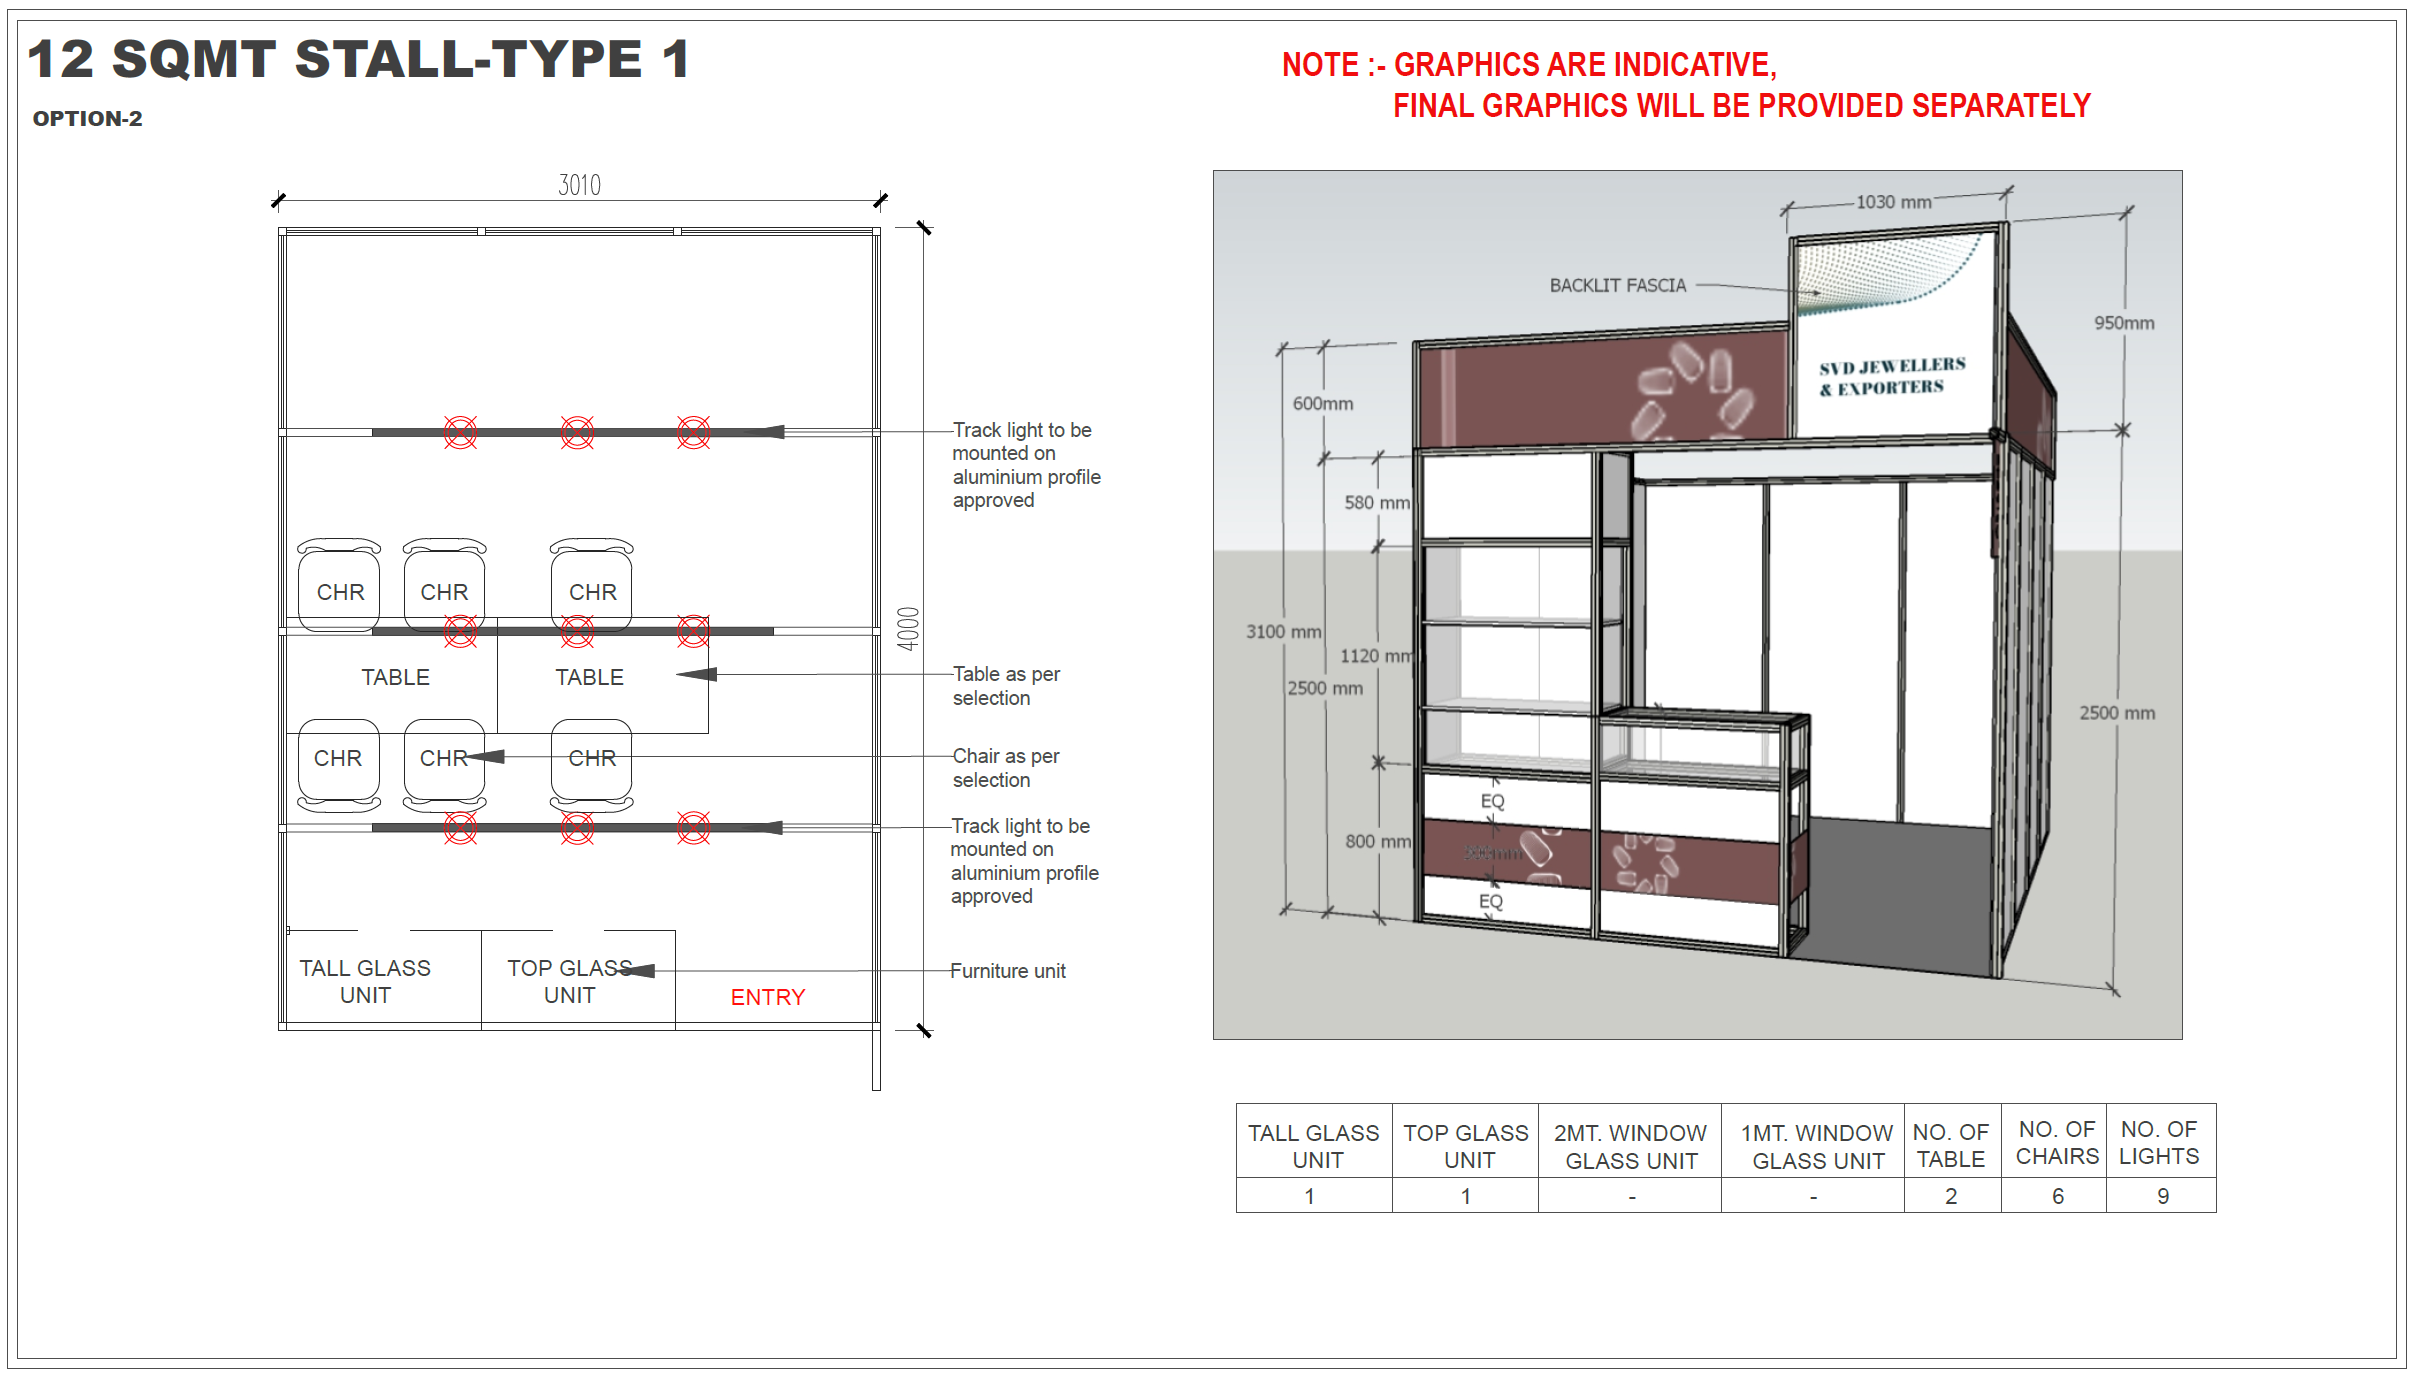 12 SQMT STALL-TYPE 1
OPTION-2
NOTE :- GRAPHICS ARE INDICATIVE,
FINAL GRAPHICS WILL BE PROVIDED SEPARATELY
3010
4000
Track light to be
mounted on
aluminium profile
approved
CHR
CHR
CHR
TABLE
TABLE
Table as per
selection
CHR
CHR
CHR
Chair as per
selection
Track light to be
mounted on
aluminium profile
approved
TALL GLASS
UNIT
TOP GLASS
UNIT
Furniture unit
ENTRY
1030 mm
BACKLIT FASCIA
950mm
SVD JEWELLERS
& EXPORTERS
600mm
580 mm
3100 mm
1120 mm
2500 mm
2500 mm
EQ
800 mm
EQ
TALL GLASS
UNIT
TOP GLASS
UNIT
2MT. WINDOW
GLASS UNIT
1MT. WINDOW
GLASS UNIT
NO. OF
TABLE
NO. OF
CHAIRS
NO. OF
LIGHTS
1
1
-
-
2
6
9